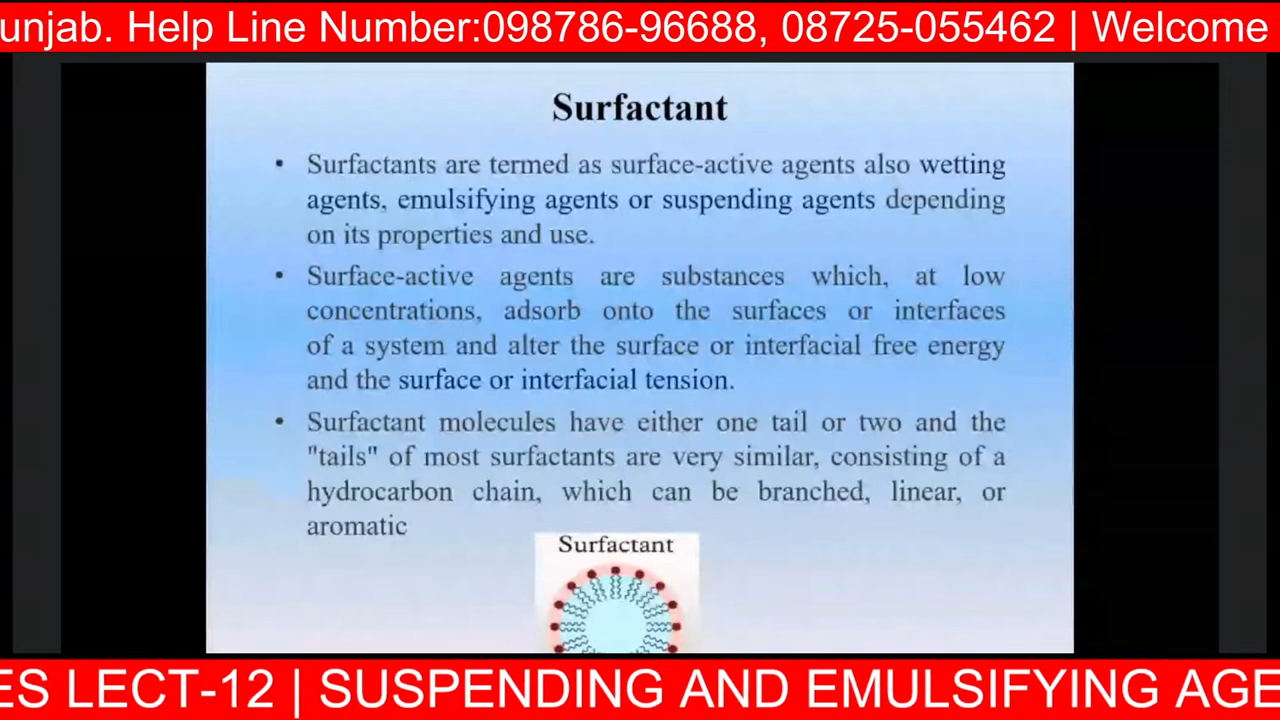 unjab. Help Line Number:098786-96688, 08725-055462 | Welcome
Surfactant
• Surfactants are termed as surface-active agents also wetting
agents, emulsifying agents or suspending agents depending
on its properties and use.
• Surface-active agents are substances which, at low
concentrations, adsorb onto the surfaces or interfaces
of a system and alter the surface or interfacial free energy
and the surface or interfacial tension.
• Surfactant molecules have either one tail or two and the
"tails" of most surfactants are very similar, consisting of a
hydrocarbon chain, which can be branched, linear, or
aromatic
Surfactant
ES LECT-12 | SUSPENDING AND EMULSIFYING AGE